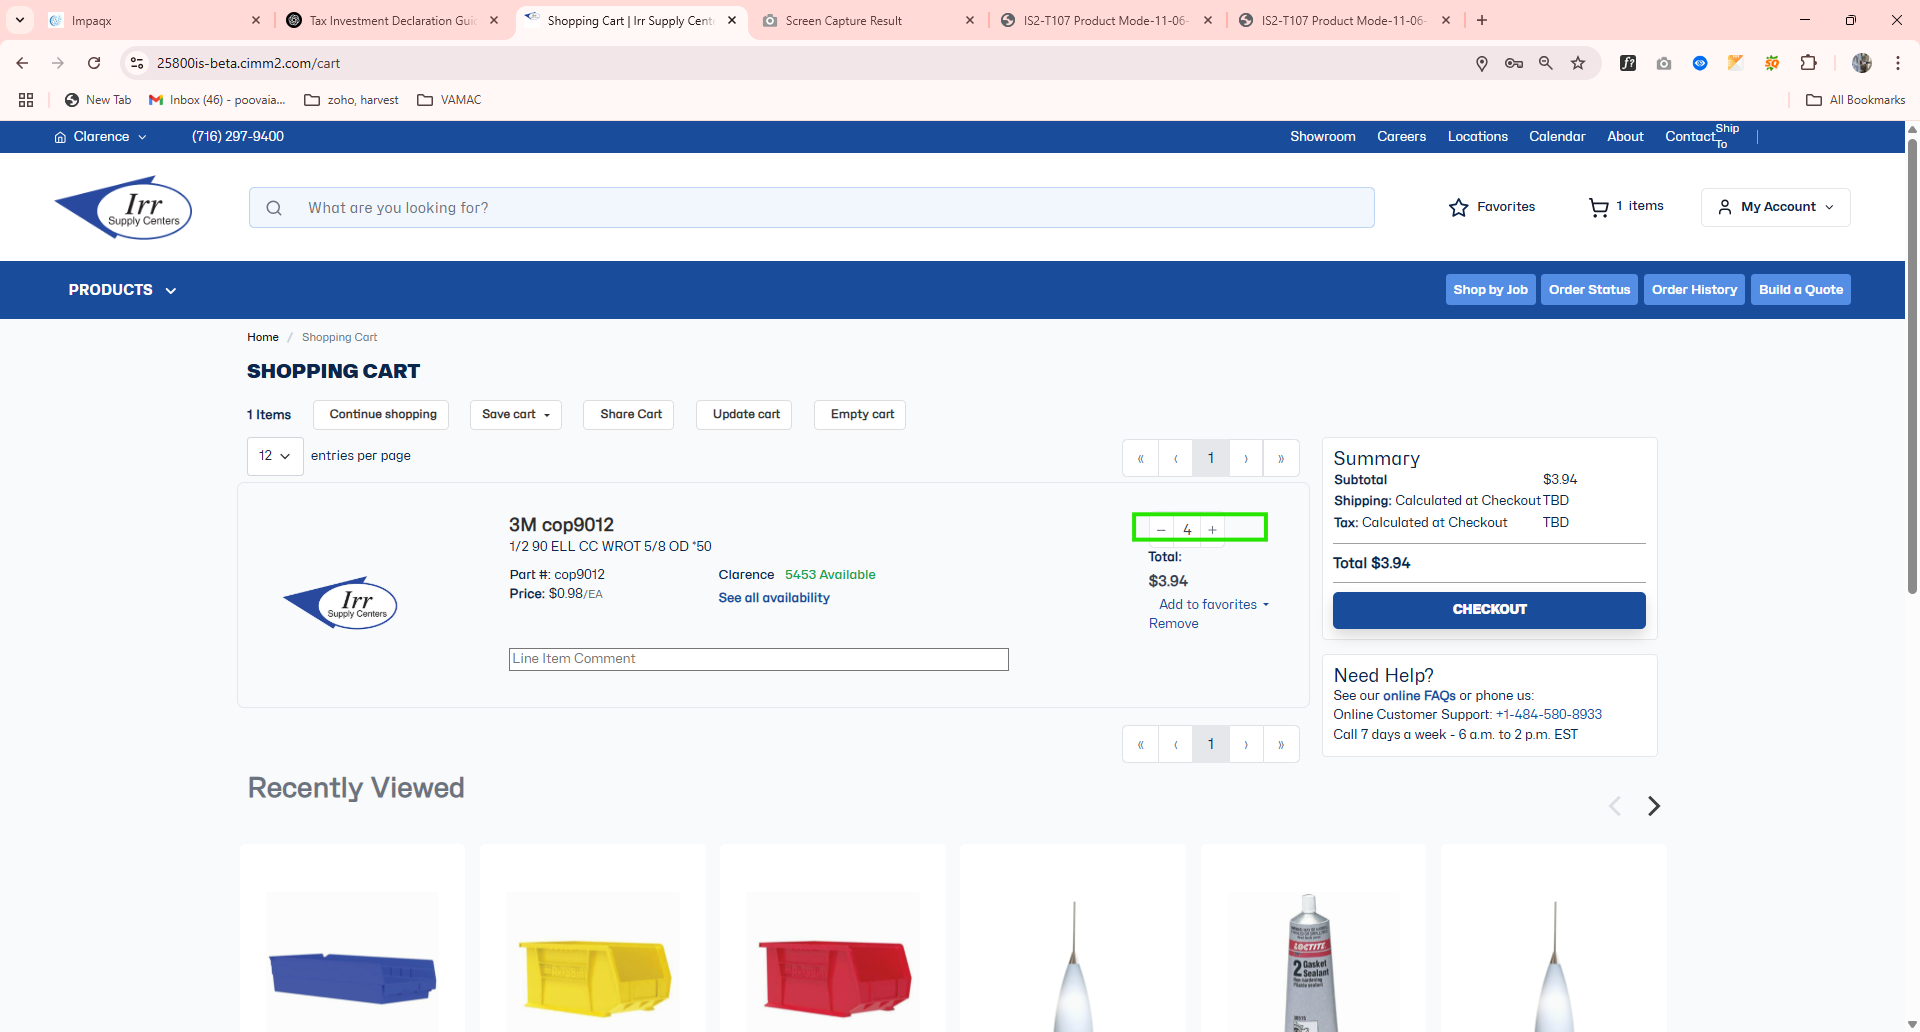 Impaqx
Tax Investment Declaration Guid
Shopping Cart | Irr Supply Cente
Screen Capture Result
IS2-T107 Product Mode-11-06-
IS2-T107 Product Mode-11-06-
25800is-beta.cimm2.com/cart
New Tab
Inbox (46) - poovaia...
zoho, harvest
VAMAC
All Bookmarks
Clarence
(716) 297-9400
Showroom
Careers
Locations
Calendar
About
Contact
Ship To
Irr
Supply Centers
What are you looking for?
Favorites
1 items
My Account
PRODUCTS
Shop by Job
Order Status
Order History
Build a Quote
Home / Shopping Cart
SHOPPING CART
1 Items
Continue shopping
Save cart
Share Cart
Update cart
Empty cart
12 entries per page
« ‹ 1 › »
Irr
Supply Centers
3M cop9012
1/2 90 ELL CC WROT 5/8 OD *50
Part #: cop9012
Price: $0.98/EA
Clarence 5453 Available
See all availability
Line Item Comment
− 4 +
Total:
$3.94
Add to favorites
Remove
« ‹ 1 › »
Summary
Subtotal $3.94
Shipping: Calculated at Checkout TBD
Tax: Calculated at Checkout TBD
Total $3.94
CHECKOUT
Need Help?
See our online FAQs or phone us:
Online Customer Support: +1-484-580-8933
Call 7 days a week - 6 a.m. to 2 p.m. EST
Recently Viewed
LOCTITE
2 Gasket
Sealant